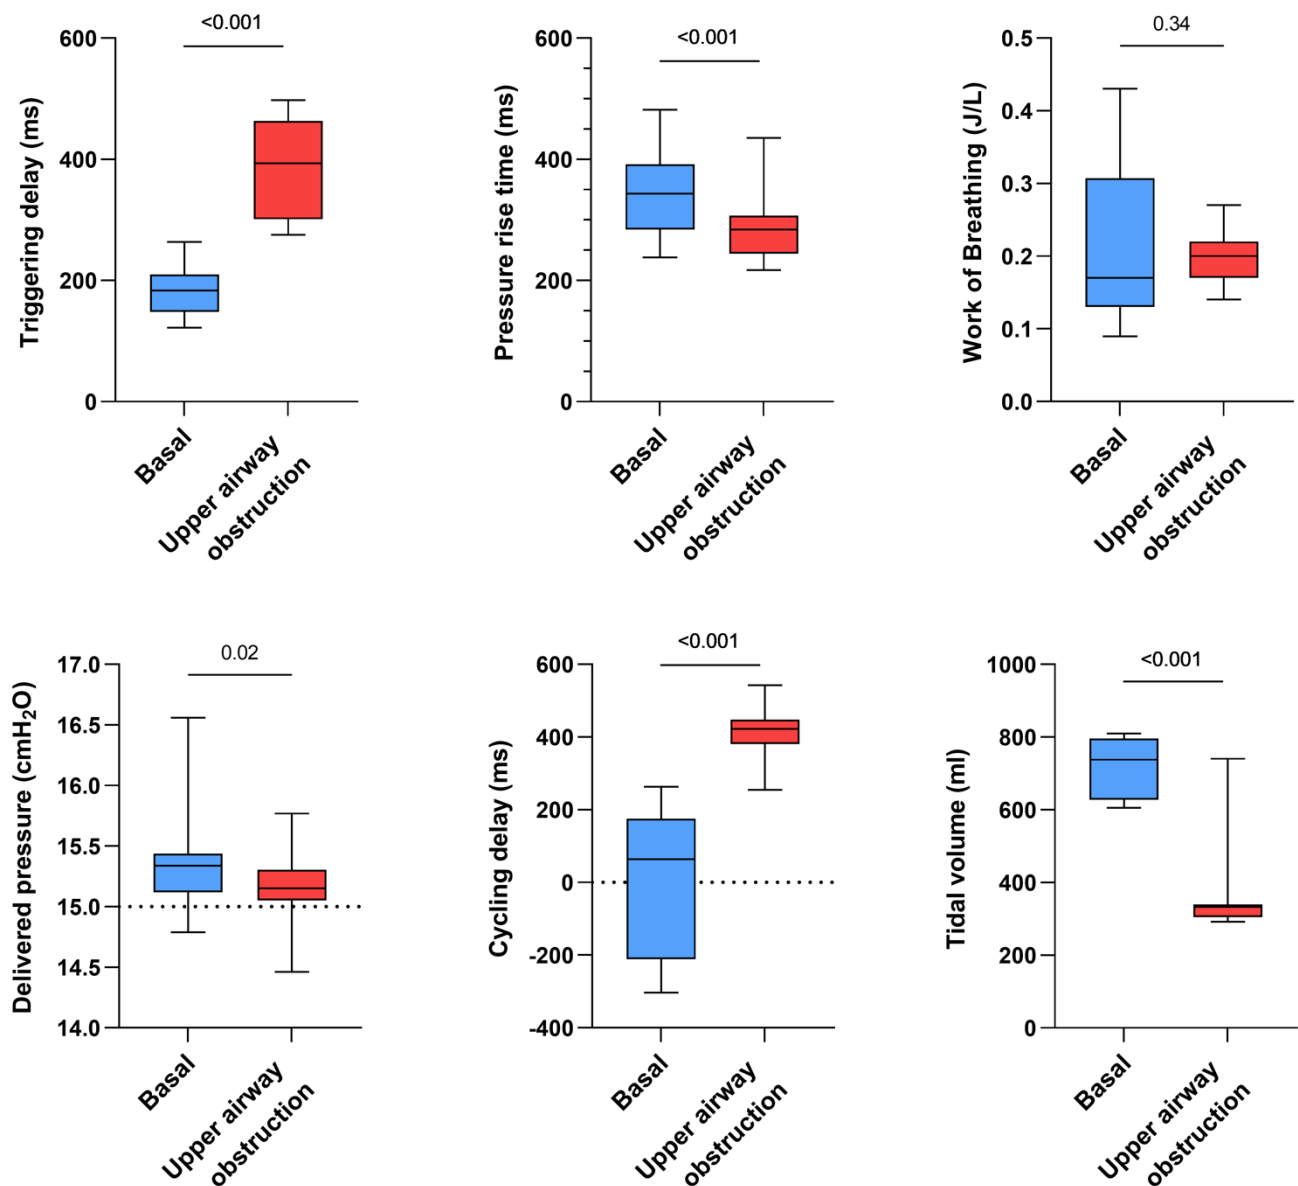 <0.001
Triggering delay (ms)
600
400
200
0
Basal
Upper airway
obstruction
<0.001
Pressure rise time (ms)
600
400
200
0
Basal
Upper airway
obstruction
0.34
Work of Breathing (J/L)
0.5
0.4
0.3
0.2
0.1
0.0
Basal
Upper airway
obstruction
0.02
Delivered pressure (cmH₂O)
17.0
16.5
16.0
15.5
15.0
14.5
14.0
Basal
Upper airway
obstruction
<0.001
Cycling delay (ms)
600
400
200
0
-200
-400
Basal
Upper airway
obstruction
<0.001
Tidal volume (ml)
1000
800
600
400
200
0
Basal
Upper airway
obstruction